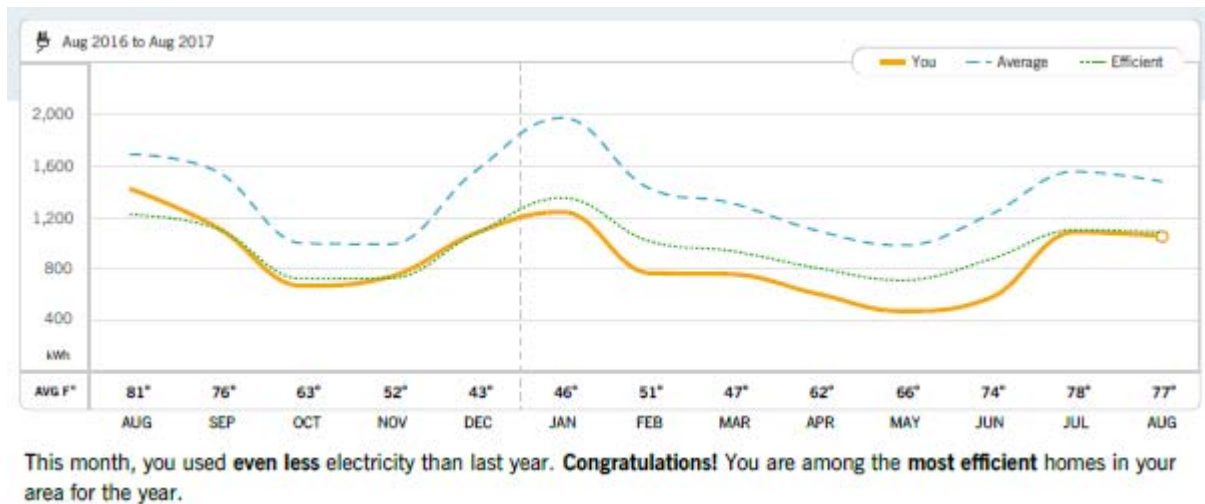 Aug 2016 to Aug 2017
You Average Efficient
2,000
1,600
1,200
800
400
kWh
AVG F° 81° 76° 63° 52° 43° 46° 51° 47° 62° 66° 74° 78° 77°
AUG SEP OCT NOV DEC JAN FEB MAR APR MAY JUN JUL AUG
This month, you used even less electricity than last year. Congratulations! You are among the most efficient homes in your
area for the year.